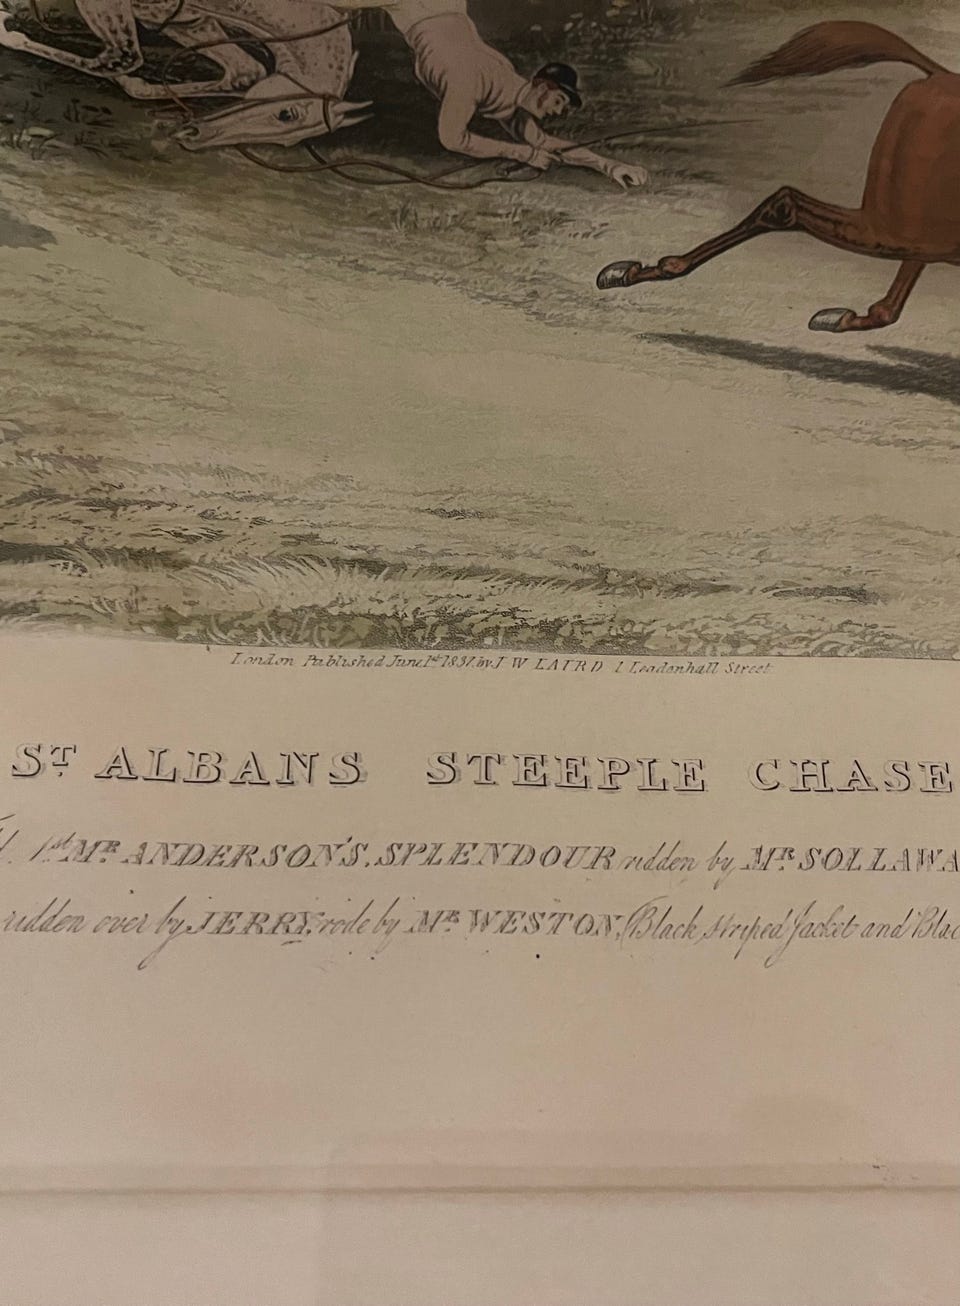 London Published June 1st 1837. by J W LAIRD 1 Leadenhall Street
ST ALBANS STEEPLE CHASE
1st MR ANDERSON'S, SPLENDOUR ridden by MR SOLLAWA
ridden over by JERRY, rode by MR WESTON, (Black striped Jacket and Blac